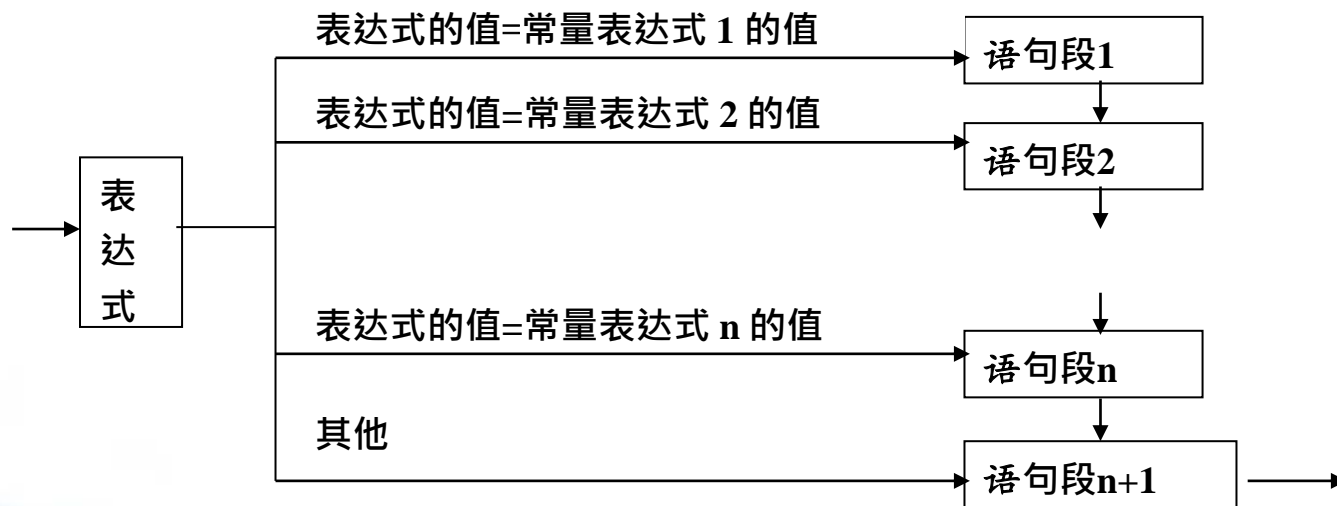 表达式的值=常量表达式 1 的值
语句段1
表达式的值=常量表达式 2 的值
语句段2
表
达
式
表达式的值=常量表达式 n 的值
语句段n
其他
语句段n+1